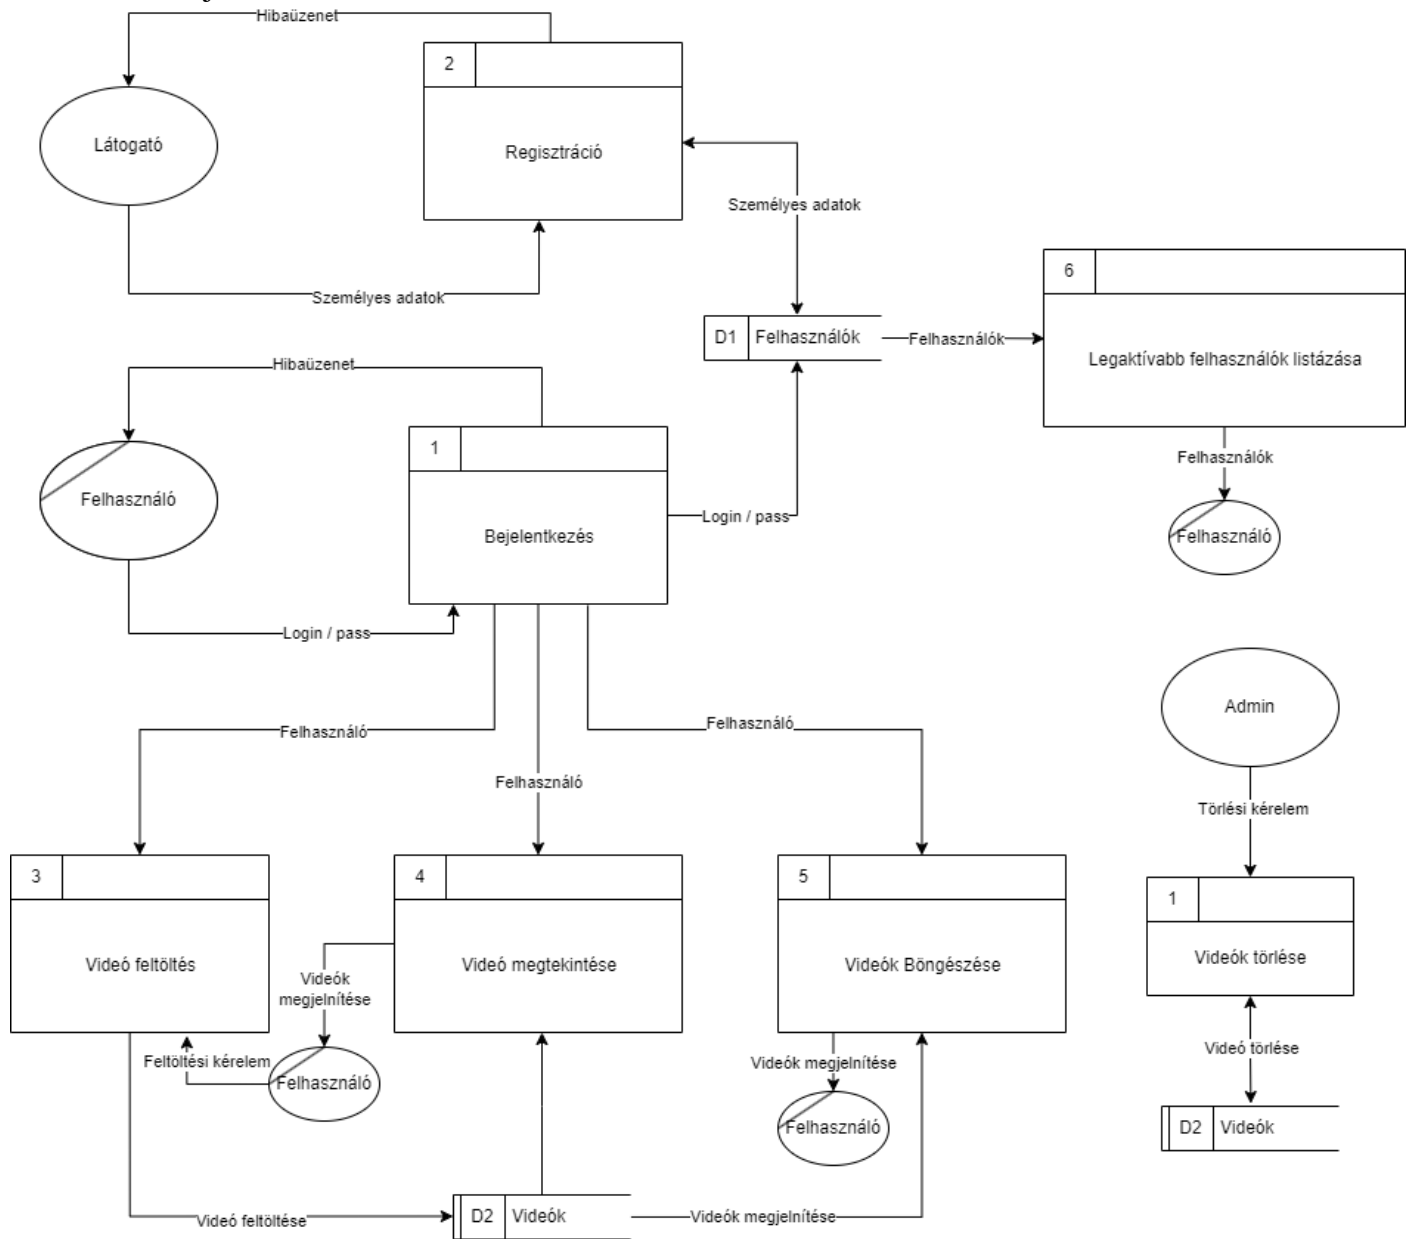 Hibaüzenet
2
Látogató
Regisztráció
Személyes adatok
Személyes adatok
6
D1 Felhasználók
Felhasználók
Legaktívabb felhasználók listázása
Hibaüzenet
1
Felhasználók
Felhasználó
Login / pass
Bejelentkezés
Felhasználó
Login / pass
Admin
Felhasználó
Felhasználó
Felhasználó
Törlési kérelem
3
4
5
1
Videó feltöltés
Videó megtekintése
Videók Böngészése
Videók törlése
Videók
megjelnítése
Feltöltési kérelem
Felhasználó
Videók megjelnítése
Felhasználó
Videó törlése
D2 Videók
Videó feltöltése
D2 Videók
Videók megjelnítése